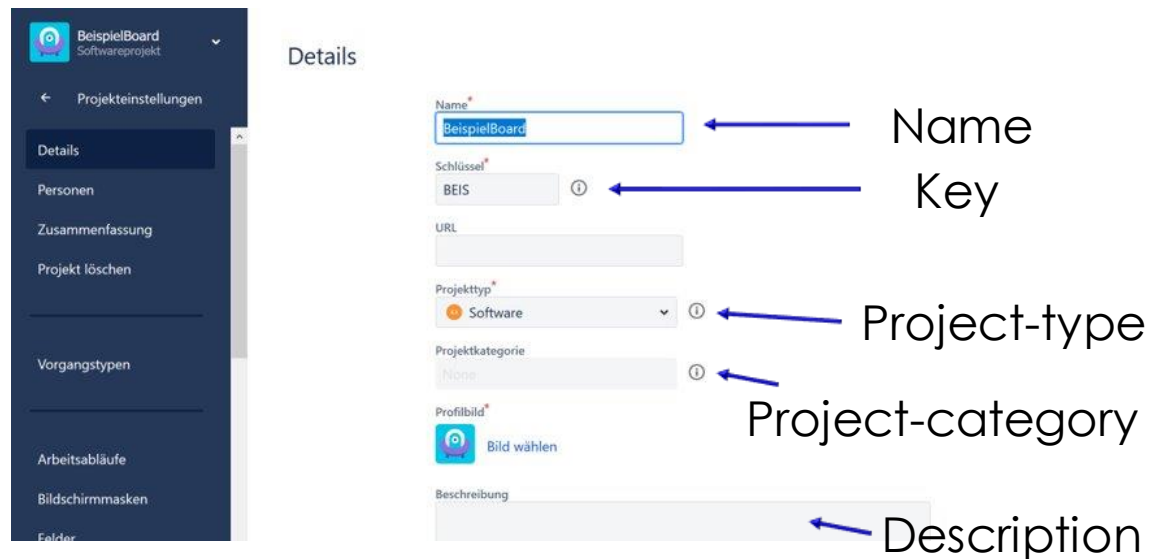 BeispielBoard
Softwareprojekt
Projekteinstellungen
Details
Personen
Zusammenfassung
Projekt löschen
Vorgangstypen
Arbeitsabläufe
Bildschirmmasken
Felder
Details
Name*
BeispielBoard
Name
Schlüssel*
BEIS
Key
URL
Projekttyp*
Software
Project-type
Projektkategorie
None
Project-category
Profilbild*
Bild wählen
Beschreibung
Description